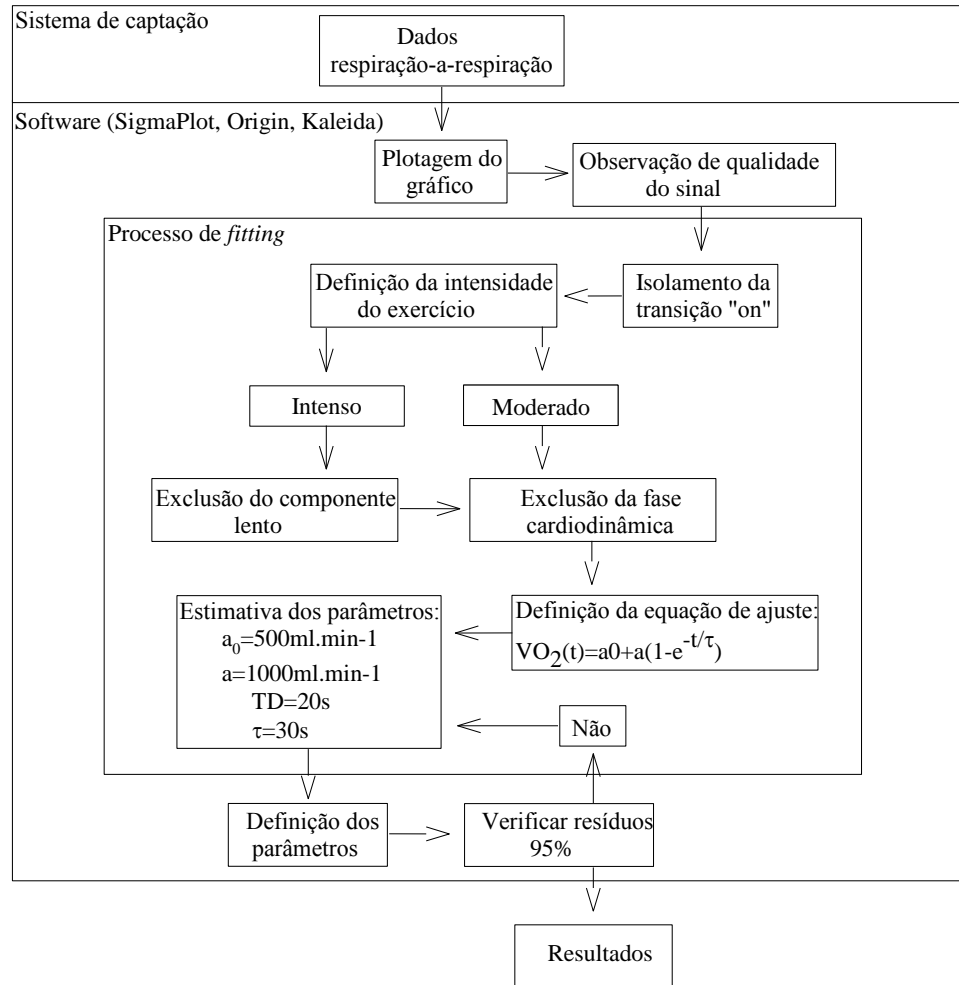 Sistema de captação
Dados
respiração-a-respiração
Software (SigmaPlot, Origin, Kaleida)
Plotagem do
gráfico
Observação de qualidade
do sinal
Processo de fitting
Definição da intensidade
do exercício
Isolamento da
transição "on"
Intenso
Moderado
Exclusão do componente
lento
Exclusão da fase
cardiodinâmica
Estimativa dos parâmetros:
a₀=500ml.min-1
a=1000ml.min-1
TD=20s
τ=30s
Definição da equação de ajuste:
VO₂(t)=a0+a(1-e^-t/τ)
Não
Definição dos
parâmetros
Verificar resíduos
95%
Resultados